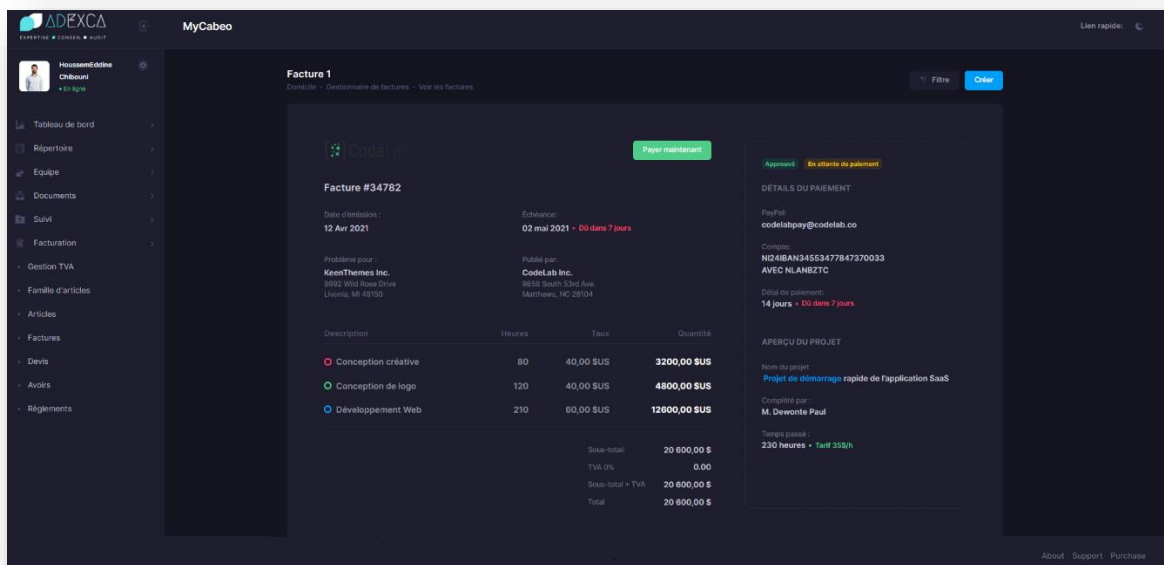 ADEXCA
EXPERTISE • CONSEIL • AUDIT
MyCabeo
Lien rapide:
HoussemEddine
Chibouni
• En ligne
Tableau de bord
Répertoire
Equipe
Documents
Suivi
Facturation
Gestion TVA
Famille d'articles
Articles
Factures
Devis
Avoirs
Règlements
Facture 1
Domicile - Gestionnaire de factures - Voir les factures
Filtre
Créer
CodeLab
Payer maintenant
Facture #34782
Date d'émission :
12 Avr 2021
Échéance:
02 mai 2021 • Dû dans 7 jours
Problème pour :
KeenThemes Inc.
8692 Wild Rose Drive
Livonia, MI 48150
Publié par:
CodeLab Inc.
9858 South 53rd Ave.
Matthews, NC 28104
Description Heures Taux Quantité
Conception créative 80 40,00 $US 3200,00 $US
Conception de logo 120 40,00 $US 4800,00 $US
Développement Web 210 60,00 $US 12600,00 $US
Sous-total: 20 600,00 $
TVA 0% 0.00
Sous-total + TVA 20 600,00 $
Total 20 600,00 $
Approuvé En attente de paiement
DÉTAILS DU PAIEMENT
PayPal:
codelabpay@codelab.co
Compte:
NI24IBAN34553477847370033
AVEC NLANBZTC
Délai de paiement:
14 jours • Dû dans 7 jours
APERÇU DU PROJET
Nom du projet
Projet de démarrage rapide de l'application SaaS
Complété par :
M. Dewonte Paul
Temps passé :
230 heures • Tarif 35$/h
About Support Purchase